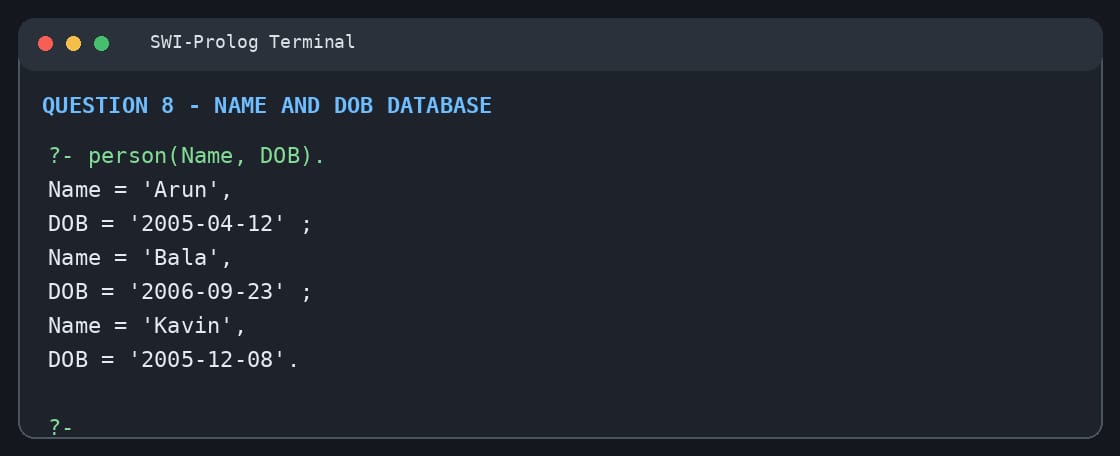 SWI-Prolog Terminal
QUESTION 8 - NAME AND DOB DATABASE
?- person(Name, DOB).
Name = 'Arun',
DOB = '2005-04-12' ;
Name = 'Bala',
DOB = '2006-09-23' ;
Name = 'Kavin',
DOB = '2005-12-08'.
?-